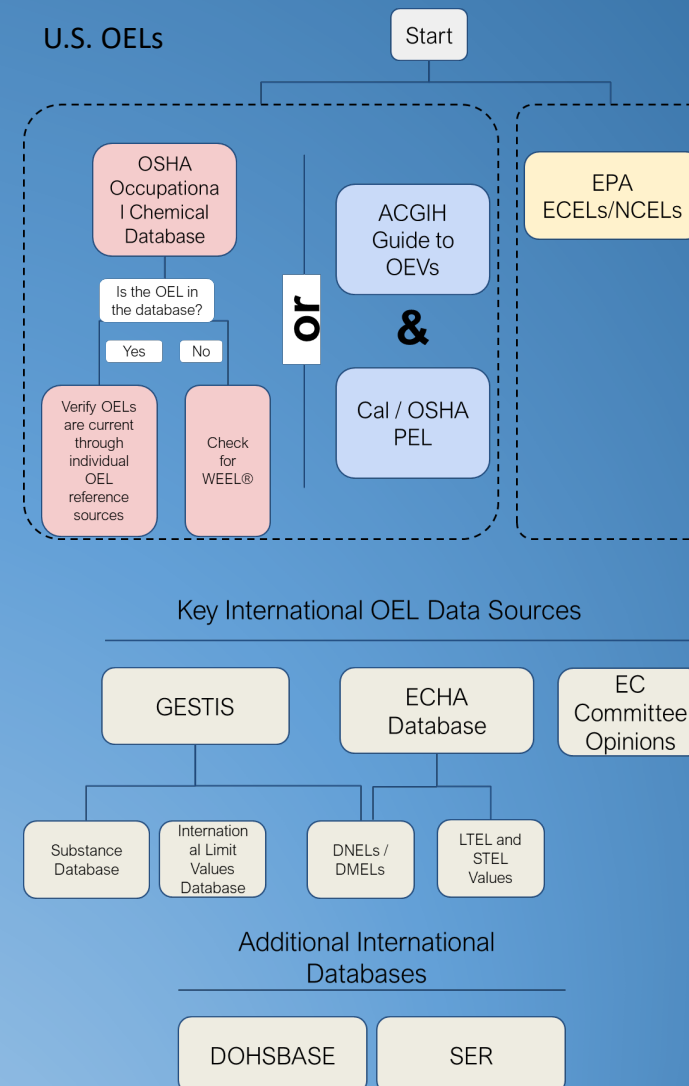 U.S. OELs
Start
OSHA
Occupationa
l Chemical
Database
Is the OEL in
the database?
Yes
No
Verify OELs
are current
through
individual
OEL
reference
sources
Check
for
WEEL®
or
ACGIH
Guide to
OEVs
&
Cal / OSHA
PEL
EPA
ECELs/NCELs
Key International OEL Data Sources
GESTIS
ECHA
Database
EC
Committee
Opinions
Substance
Database
Internation
al Limit
Values
Database
DNELs /
DMELs
LTEL and
STEL
Values
Additional International
Databases
DOHSBASE
SER